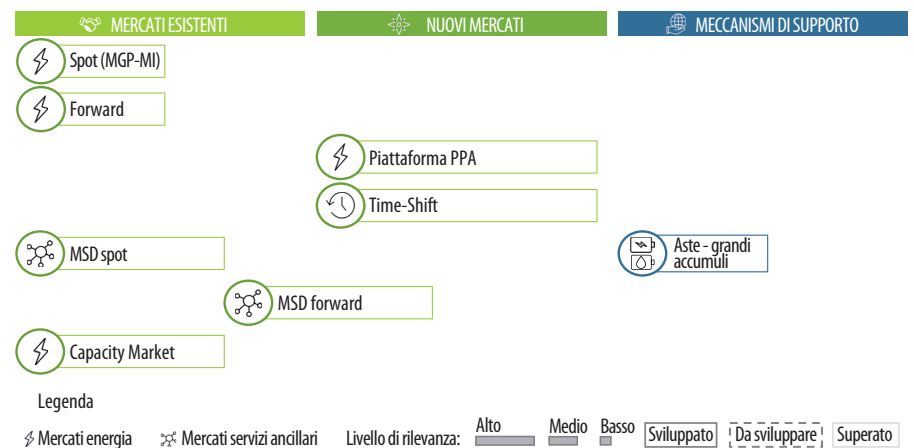 MERCATI ESISTENTI
NUOVI MERCATI
MECCANISMI DI SUPPORTO
Spot (MGP-MI)
Forward
Piattaforma PPA
Time-Shift
MSD spot
Aste - grandi
accumuli
MSD forward
Capacity Market
Legenda
Mercati energia
Mercati servizi ancillari
Livello di rilevanza:
Alto
Medio
Basso
Sviluppato
Da sviluppare
Superato